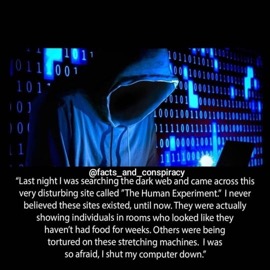 @facts_and_conspiracy
“Last night I was searching the dark web and came across this
very disturbing site called “The Human Experiment.” I never
believed these sites existed, until now. They were actually
showing individuals in rooms who looked like they
haven’t had food for weeks. Others were being
tortured on these stretching machines. I was
so afraid, I shut my computer down.”